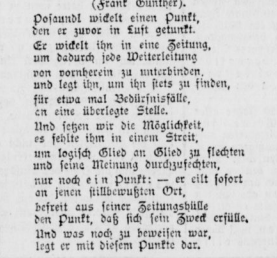 (Frank Günther).
Posaundl wickelt einen Punkt,
den er zuvor in Luft getunkt.
Er wickelt ihn in eine Zeitung,
um dadurch jede Weiterleitung
von vornherein zu unterbinden,
und legt ihn, um ihn stets zu finden,
für etwa mal Bedürfnisfälle,
an eine überlegte Stelle.
Und setzen wir die Möglichkeit,
es fehlte ihm in einem Streit,
um logisch Glied an Glied zu flechten
und seine Meinung durchzufechten,
nur noch ein Punkt: — er eilt sofort
an jenen stillbewußten Ort,
befreit aus seiner Zeitungshülle
den Punkt, daß sich sein Zweck erfülle.
Und was noch zu beweisen war,
legt er mit diesem Punkte dar.